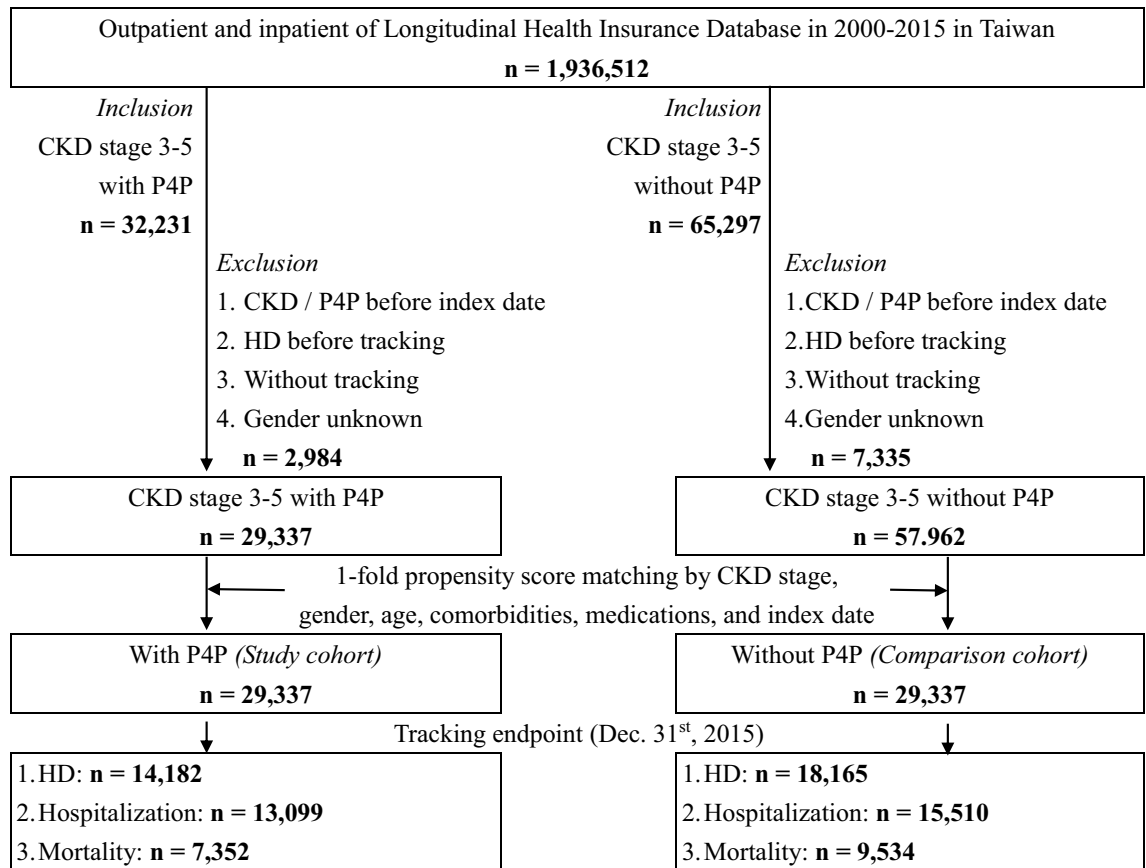 Outpatient and inpatient of Longitudinal Health Insurance Database in 2000-2015 in Taiwan
n = 1,936,512
Inclusion
CKD stage 3-5
with P4P
n = 32,231
Inclusion
CKD stage 3-5
without P4P
n = 65,297
Exclusion
1. CKD / P4P before index date
2. HD before tracking
3. Without tracking
4. Gender unknown
n = 2,984
Exclusion
1.CKD / P4P before index date
2.HD before tracking
3.Without tracking
4.Gender unknown
n = 7,335
CKD stage 3-5 with P4P
n = 29,337
CKD stage 3-5 without P4P
n = 57.962
1-fold propensity score matching by CKD stage,
gender, age, comorbidities, medications, and index date
With P4P (Study cohort)
n = 29,337
Without P4P (Comparison cohort)
n = 29,337
Tracking endpoint (Dec. 31st, 2015)
1.HD: n = 14,182
2.Hospitalization: n = 13,099
3.Mortality: n = 7,352
1.HD: n = 18,165
2.Hospitalization: n = 15,510
3.Mortality: n = 9,534